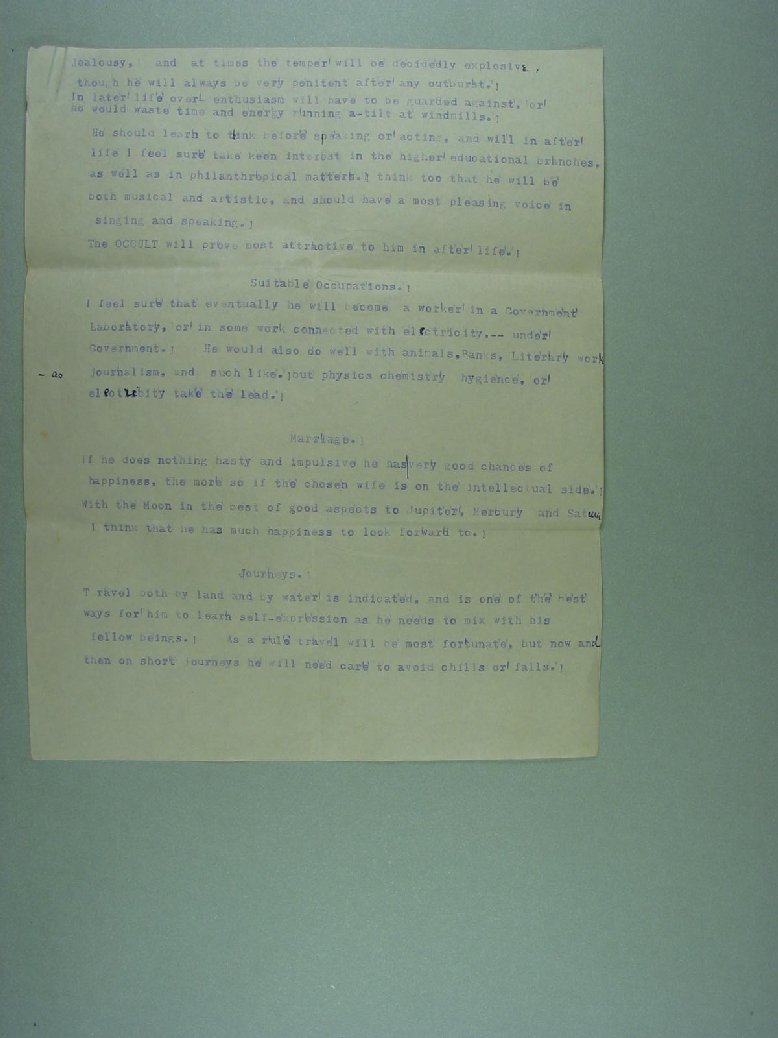 jealousy, and at times the temper will be decidedly explosive,
though he will always be very penitent after any outburst.
In later life over enthusiasm will have to be guarded against, or
he would waste time and energy running a-tilt at windmills.
He should learn to think before speaking or acting, and will in after
life I feel sure take keen interest in the higher educational branches,
as well as in philanthropical matters. I think too that he will be
both musical and artistic, and should have a most pleasing voice in
singing and speaking.
The OCCULT will prove most attractive to him in after life.
Suitable Occupations.
I feel sure that eventually he will become a worker in a Government
Laboratory, or in some work connected with electricity,-- under
Government. He would also do well with animals, Banks, Literary work
- as journalism, and such like. but physics chemistry hygience, or
electricity take the lead.
Marriage.
If he does nothing hasty and impulsive he has very good chances of
happiness, the more so if the chosen wife is on the intellectual side.
With the Moon in the best of good aspects to Jupiter, Mercury and Saturn
I think that he has much happiness to look forward to.
Journeys.
T ravel both by land and by water is indicated, and is one of the best
ways for him to learn self-expression as he needs to mix with his
fellow beings. As a rule travel will be most fortunate, but now and
then on short journeys he will need care to avoid chills or falls.